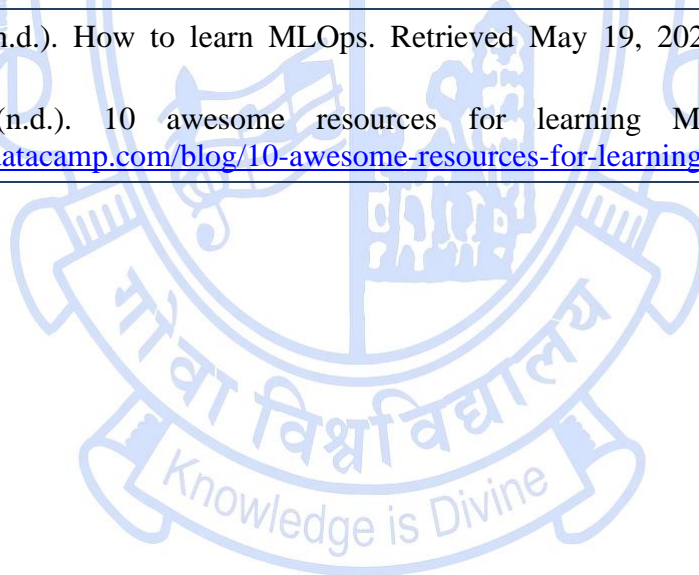 n.d.). How to learn MLOps. Retrieved May 19, 202
(n.d.). 10 awesome resources for learning M
datacamp.com/blog/10-awesome-resources-for-learning
गोंवा विश्वविद्यालय
Knowledge is Divine